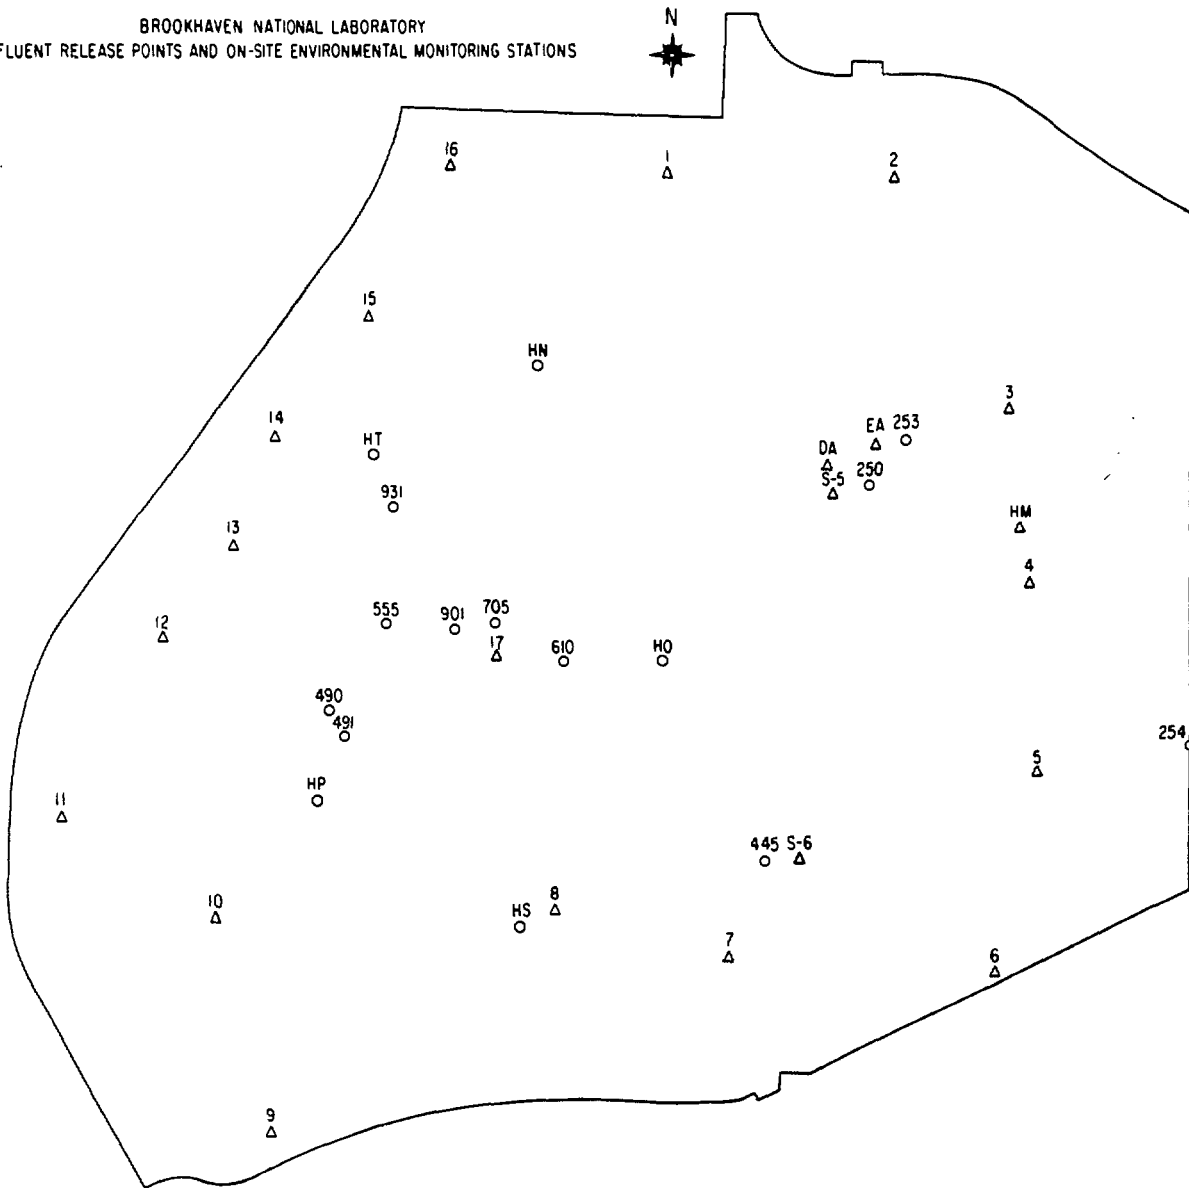 BROOKHAVEN NATIONAL LABORATORY
FLUENT RELEASE POINTS AND ON-SITE ENVIRONMENTAL MONITORING STATIONS
N
16
1
2
15
HN
3
14
EA 253
HT
DA
S-5 250
931
HM
13
4
555
901 705
12
17
610
HO
490
491
254
5
HP
11
445 S-6
8
10
HS
7
6
9